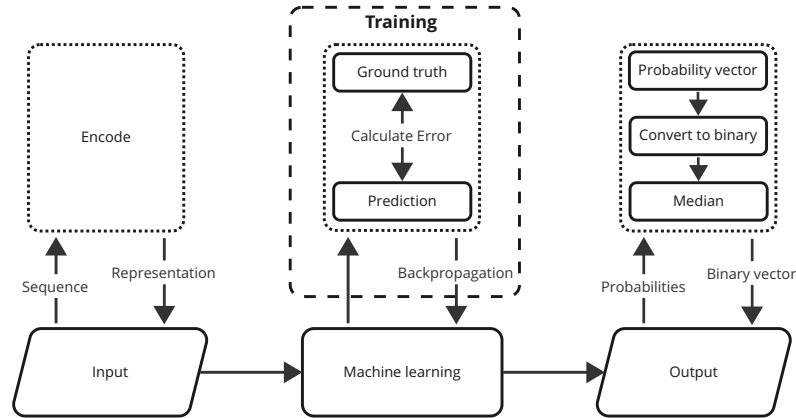 Training
Ground truth
Probability vector
Encode
Calculate Error
Convert to binary
Prediction
Median
Sequence
Representation
Backpropagation
Probabilities
Binary vector
Input
Machine learning
Output